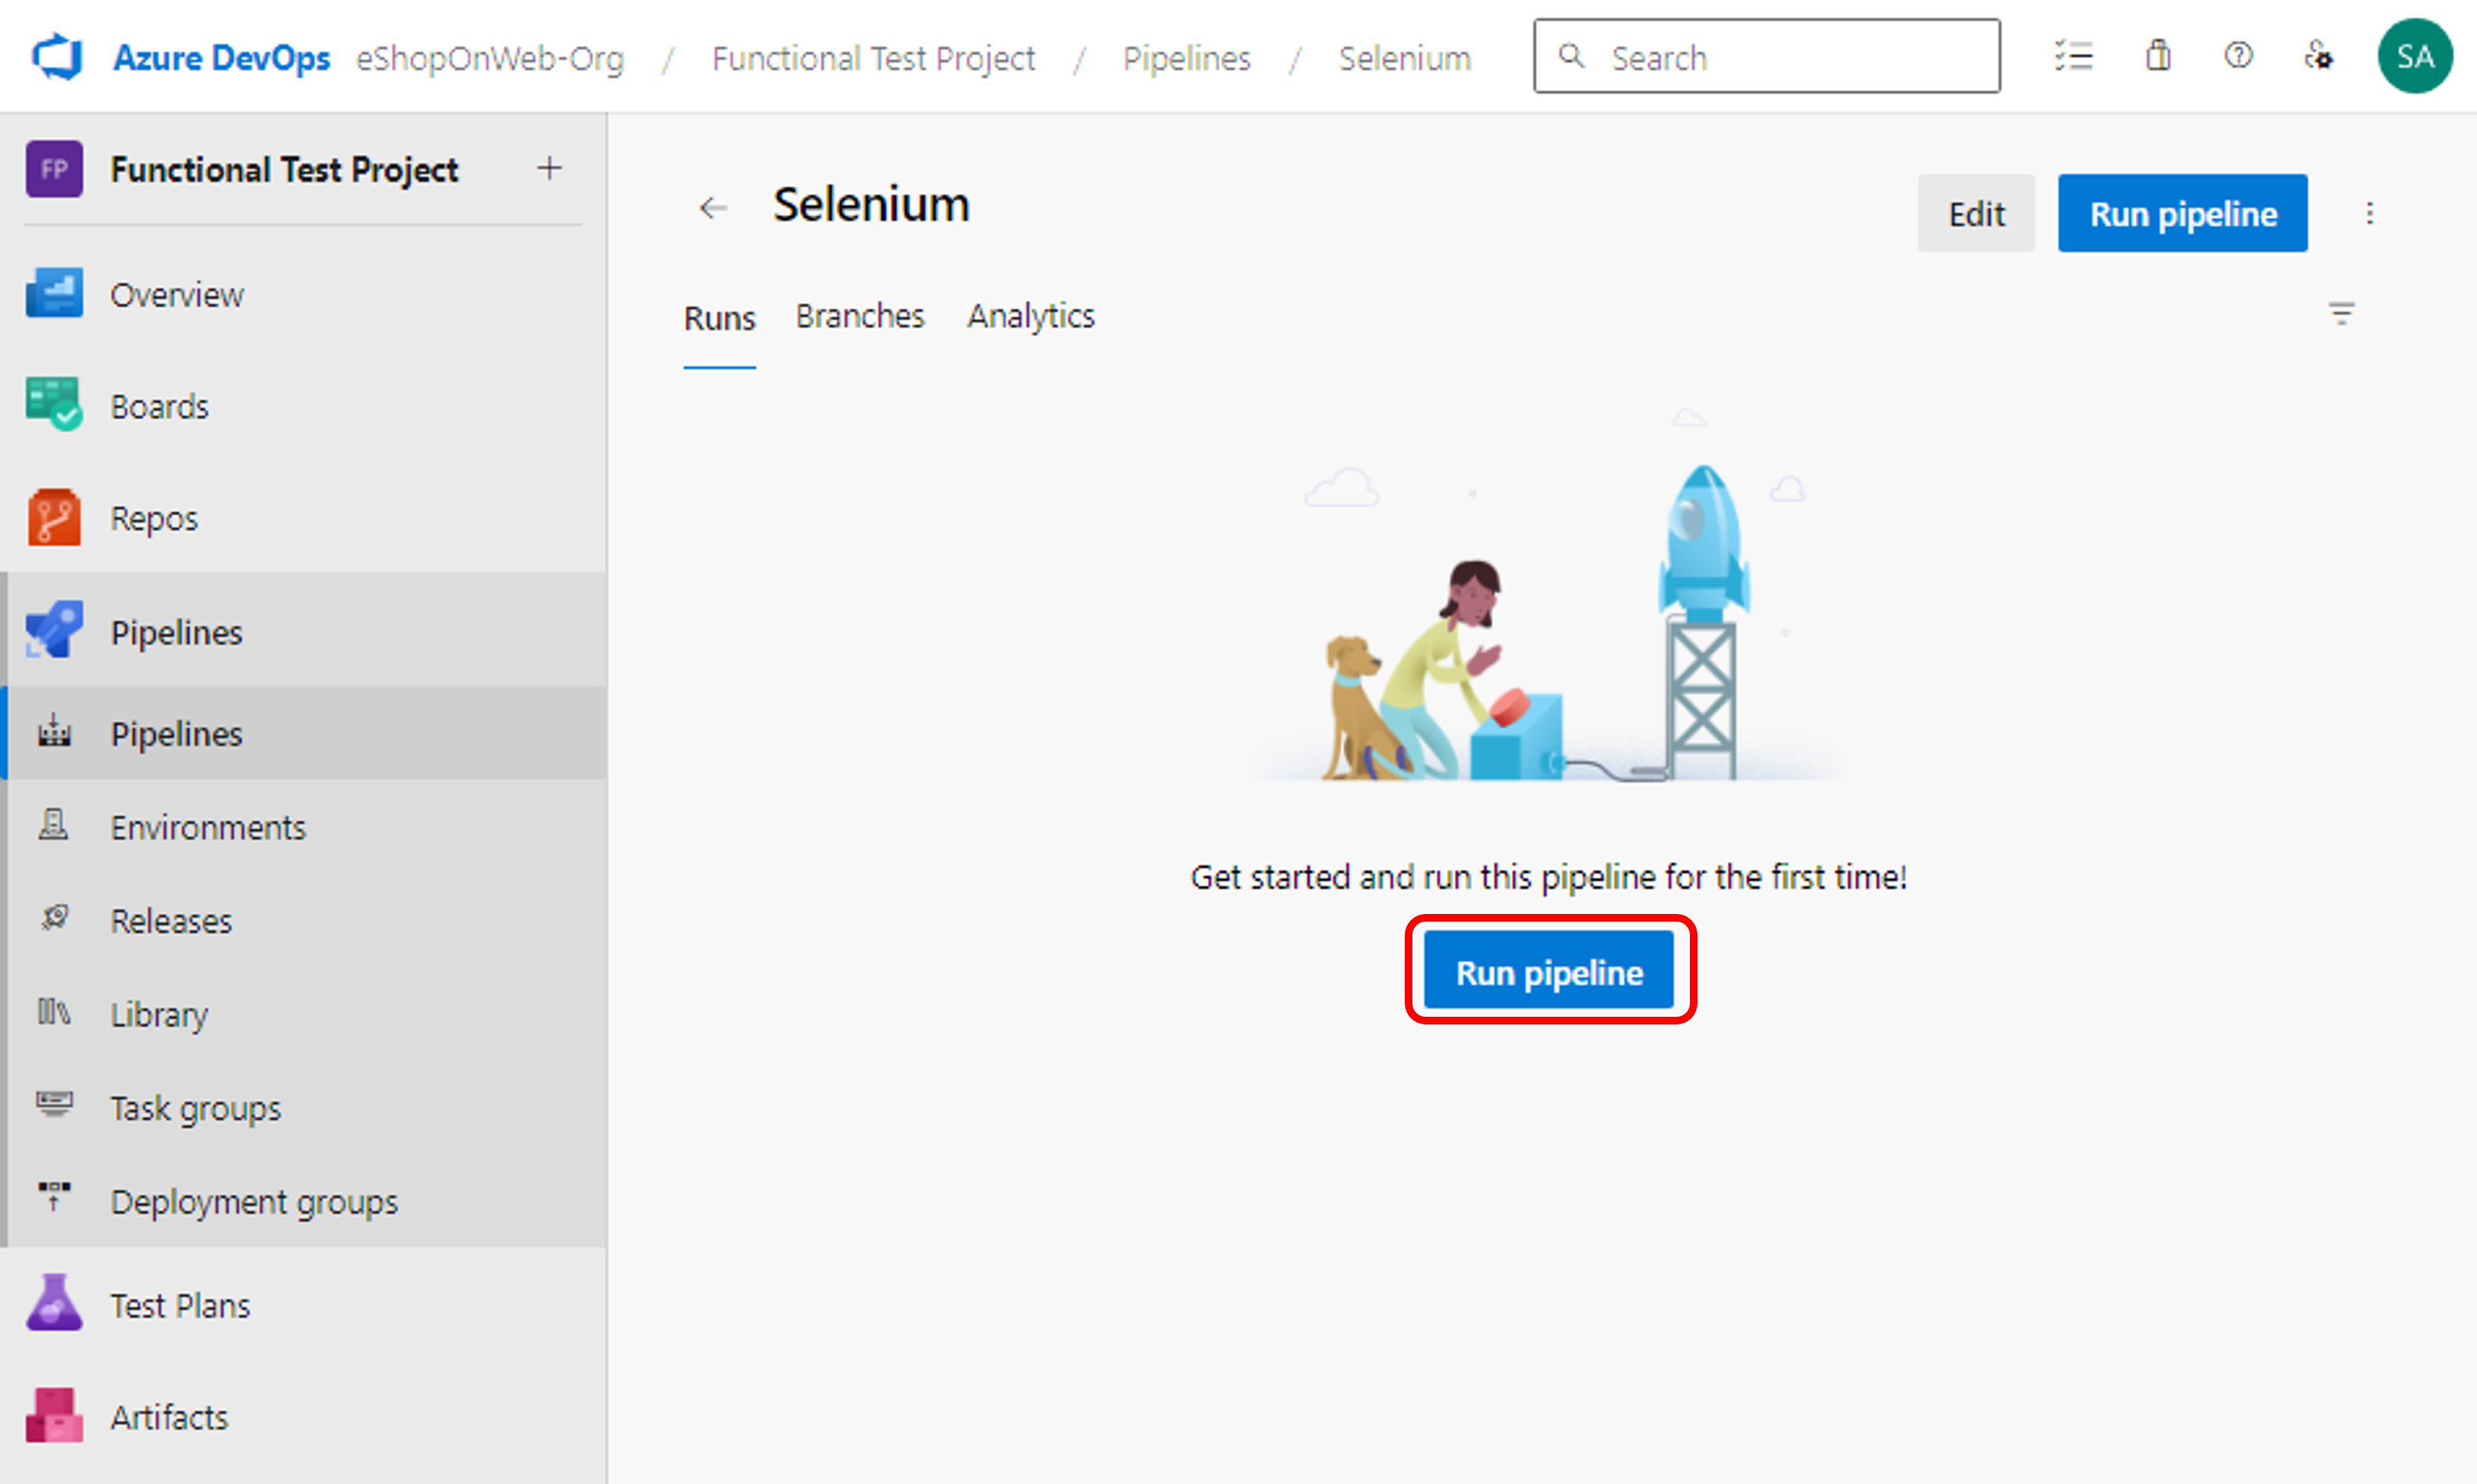 Azure DevOps eShopOnWeb-Org / Functional Test Project / Pipelines / Selenium Search SA
FP Functional Test Project +
Selenium
Edit Run pipeline
Overview
Runs Branches Analytics
Boards
Repos
Pipelines
Pipelines
Environments
Get started and run this pipeline for the first time!
Releases
Run pipeline
Library
Task groups
Deployment groups
Test Plans
Artifacts